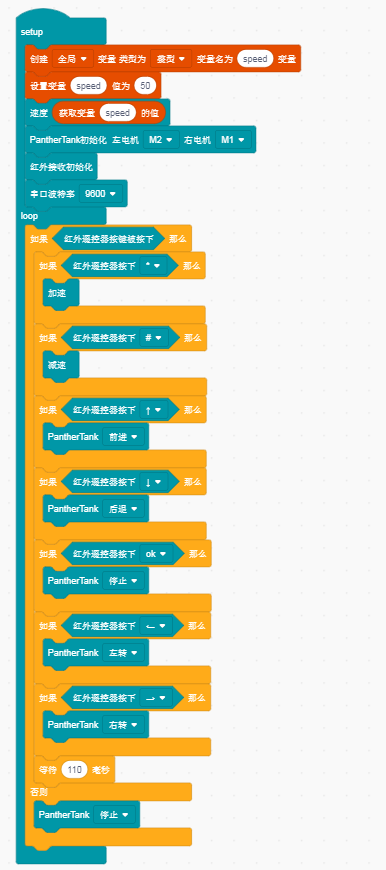 setup
创建 全局 变量 类型为 整型 变量名为 speed 变量
设置变量 speed 值为 50
速度 获取变量 speed 的值
PantherTank初始化 左电机 M2 右电机 M1
红外接收初始化
串口波特率 9600
loop
如果 红外遥控器按键被按下 那么
如果 红外遥控器按下 * 那么
加速
如果 红外遥控器按下 # 那么
减速
如果 红外遥控器按下 ↑ 那么
PantherTank 前进
如果 红外遥控器按下 ↓ 那么
PantherTank 后退
如果 红外遥控器按下 ok 那么
PantherTank 停止
如果 红外遥控器按下 ← 那么
PantherTank 左转
如果 红外遥控器按下 → 那么
PantherTank 右转
等待 110 毫秒
否则
PantherTank 停止